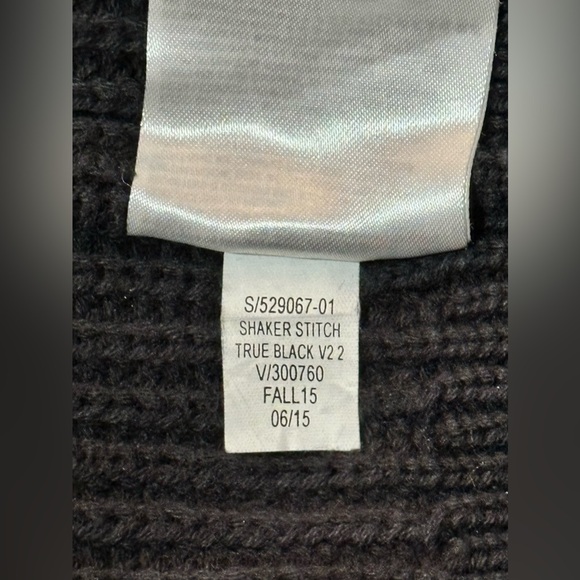 S/529067-01
SHAKER STITCH
TRUE BLACK V2 2
V/300760
FALL15
06/15